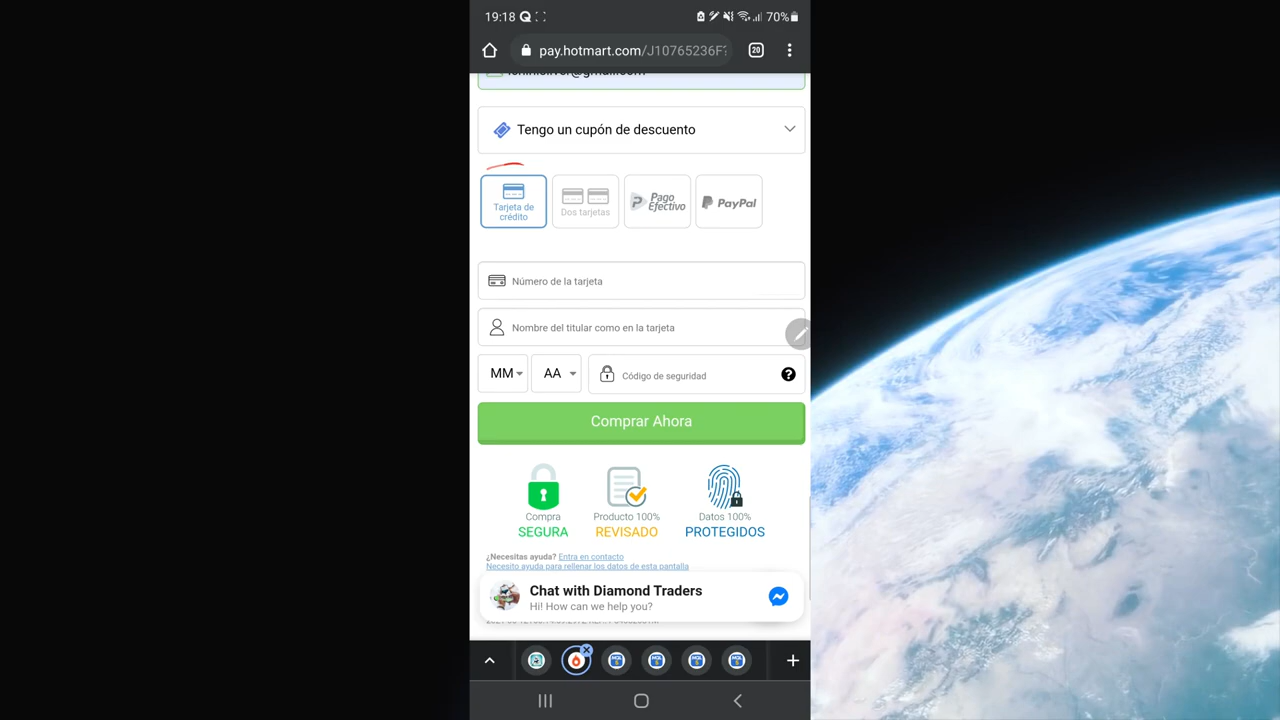 19:18
70%
pay.hotmart.com/J10765236F
20
Tengo un cupón de descuento
Tarjeta de crédito
Dos tarjetas
Pago Efectivo
PayPal
Número de la tarjeta
Nombre del titular como en la tarjeta
MM
AA
Código de seguridad
Comprar Ahora
Compra
SEGURA
Producto 100%
REVISADO
Datos 100%
PROTEGIDOS
¿Necesitas ayuda? Entra en contacto
Necesito ayuda para rellenar los datos de esta pantalla
Chat with Diamond Traders
Hi! How can we help you?